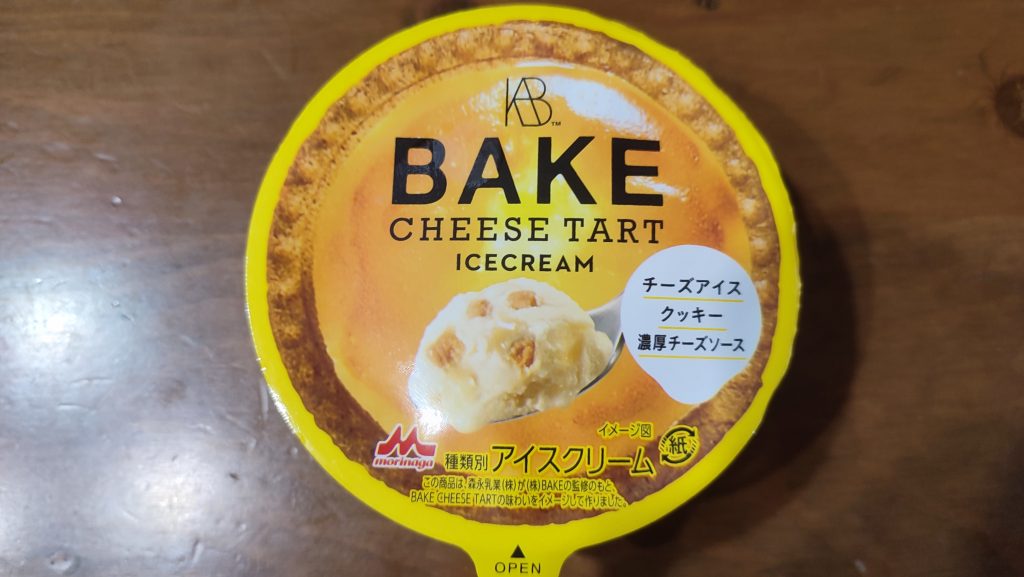 BAKE
CHEESE TART
ICECREAM
チーズアイス
クッキー
濃厚チーズソース
イメージ図
紙
morinaga
種類別 アイスクリーム
この商品は、森永乳業(株)が(株)BAKEの監修のもと、
BAKE CHEESE TARTの味わいをイメージして作りました。
▲
OPEN